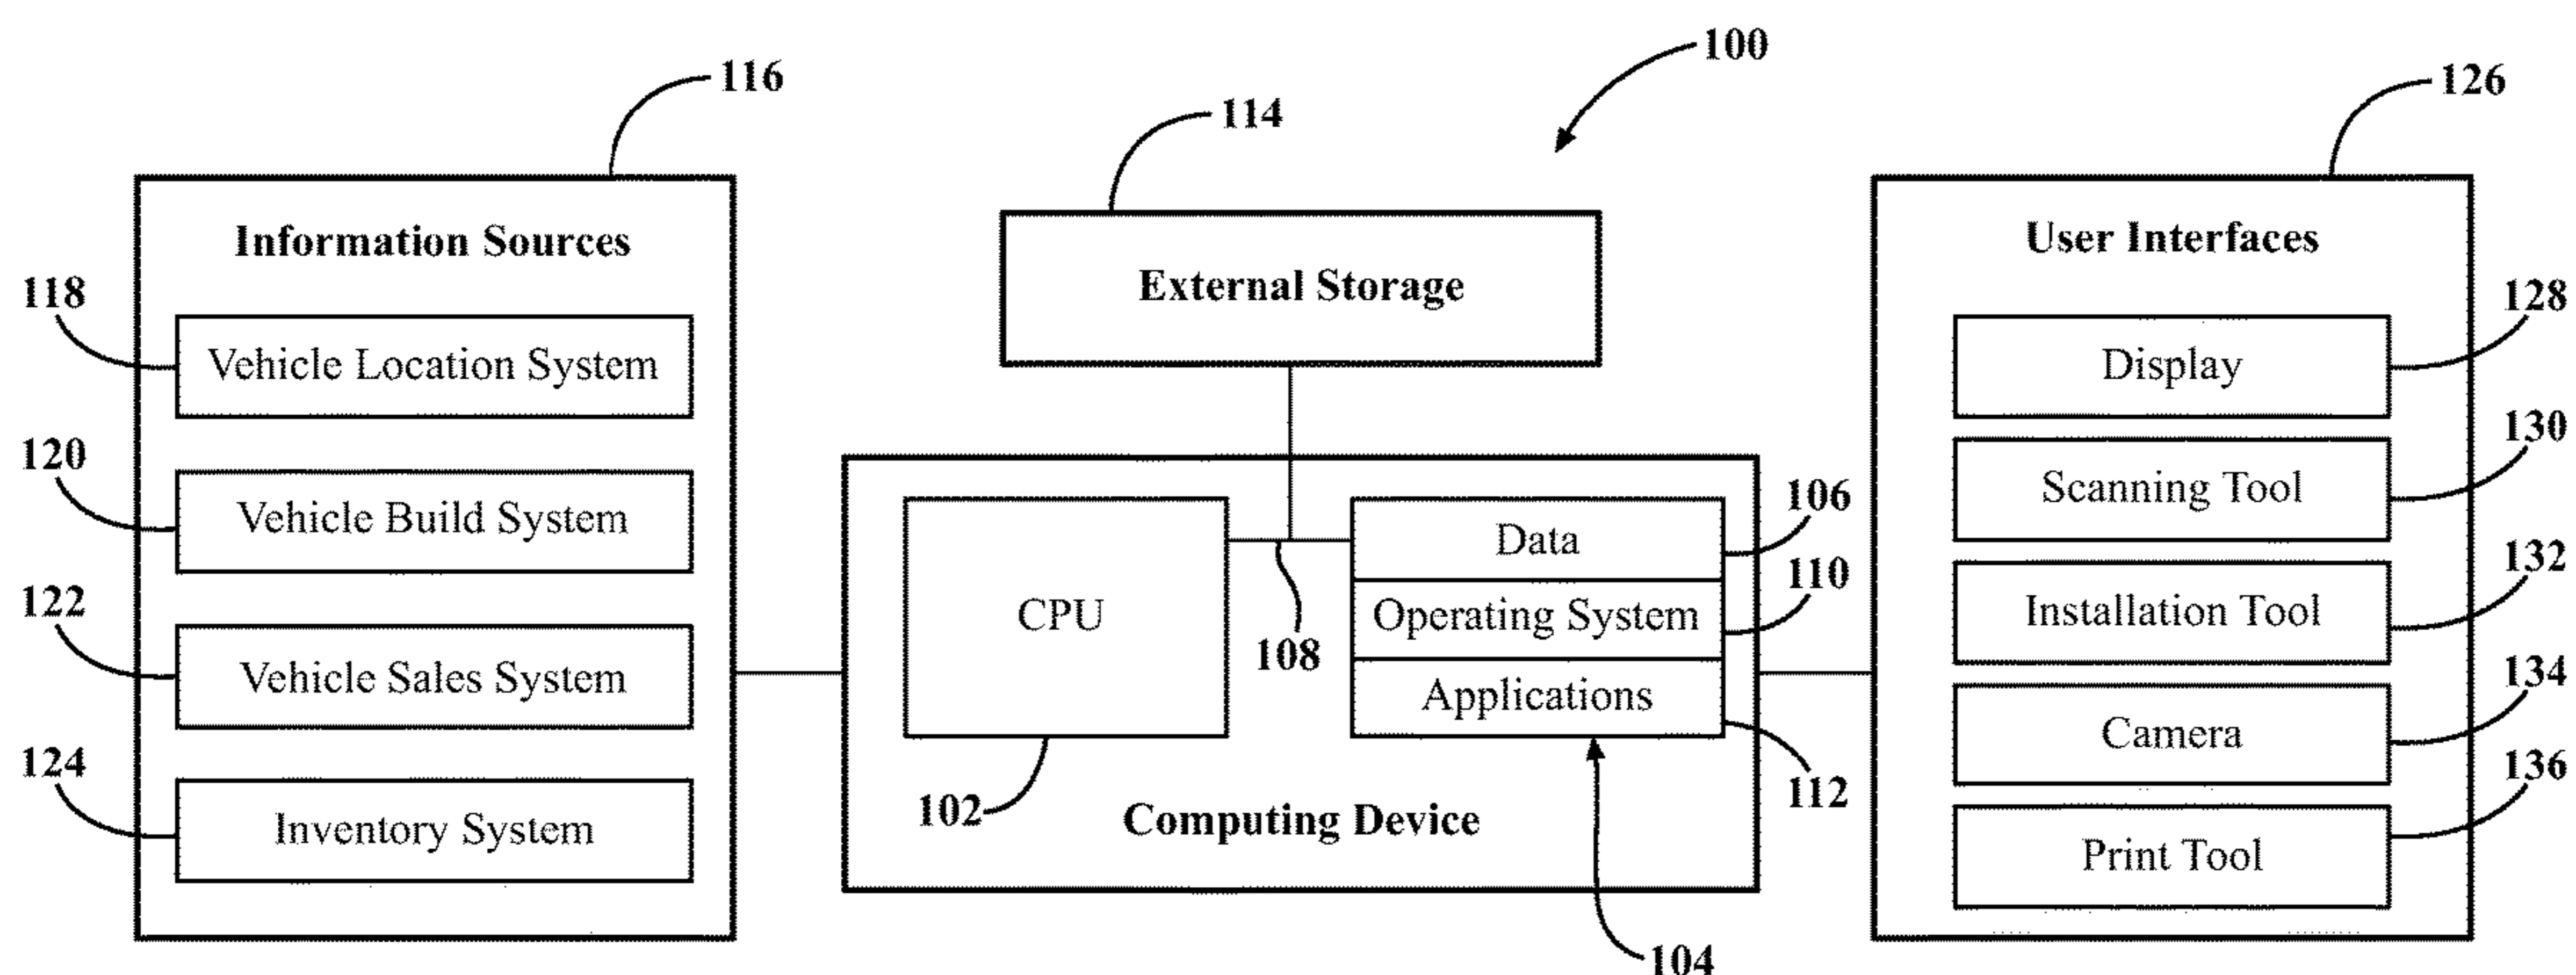 100
116
126
114
Information Sources
User Interfaces
External Storage
118
128
Vehicle Location System
Display
120
130
Scanning Tool
106
Vehicle Build System
Data
110
132
CPU
Operating System
Installation Tool
122
108
Vehicle Sales System
Applications
134
Camera
124
102
112
136
Computing Device
Inventory System
Print Tool
104